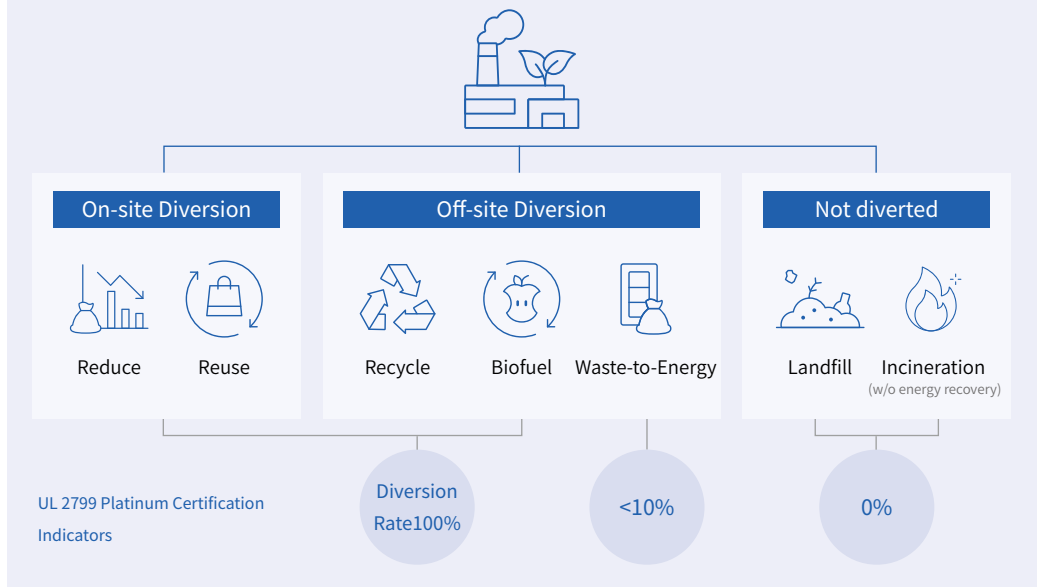 On-site Diversion
Off-site Diversion
Not diverted
Reduce
Reuse
Recycle
Biofuel
Waste-to-Energy
Landfill
Incineration
(w/o energy recovery)
UL 2799 Platinum Certification
Indicators
Diversion
Rate100%
<10%
0%